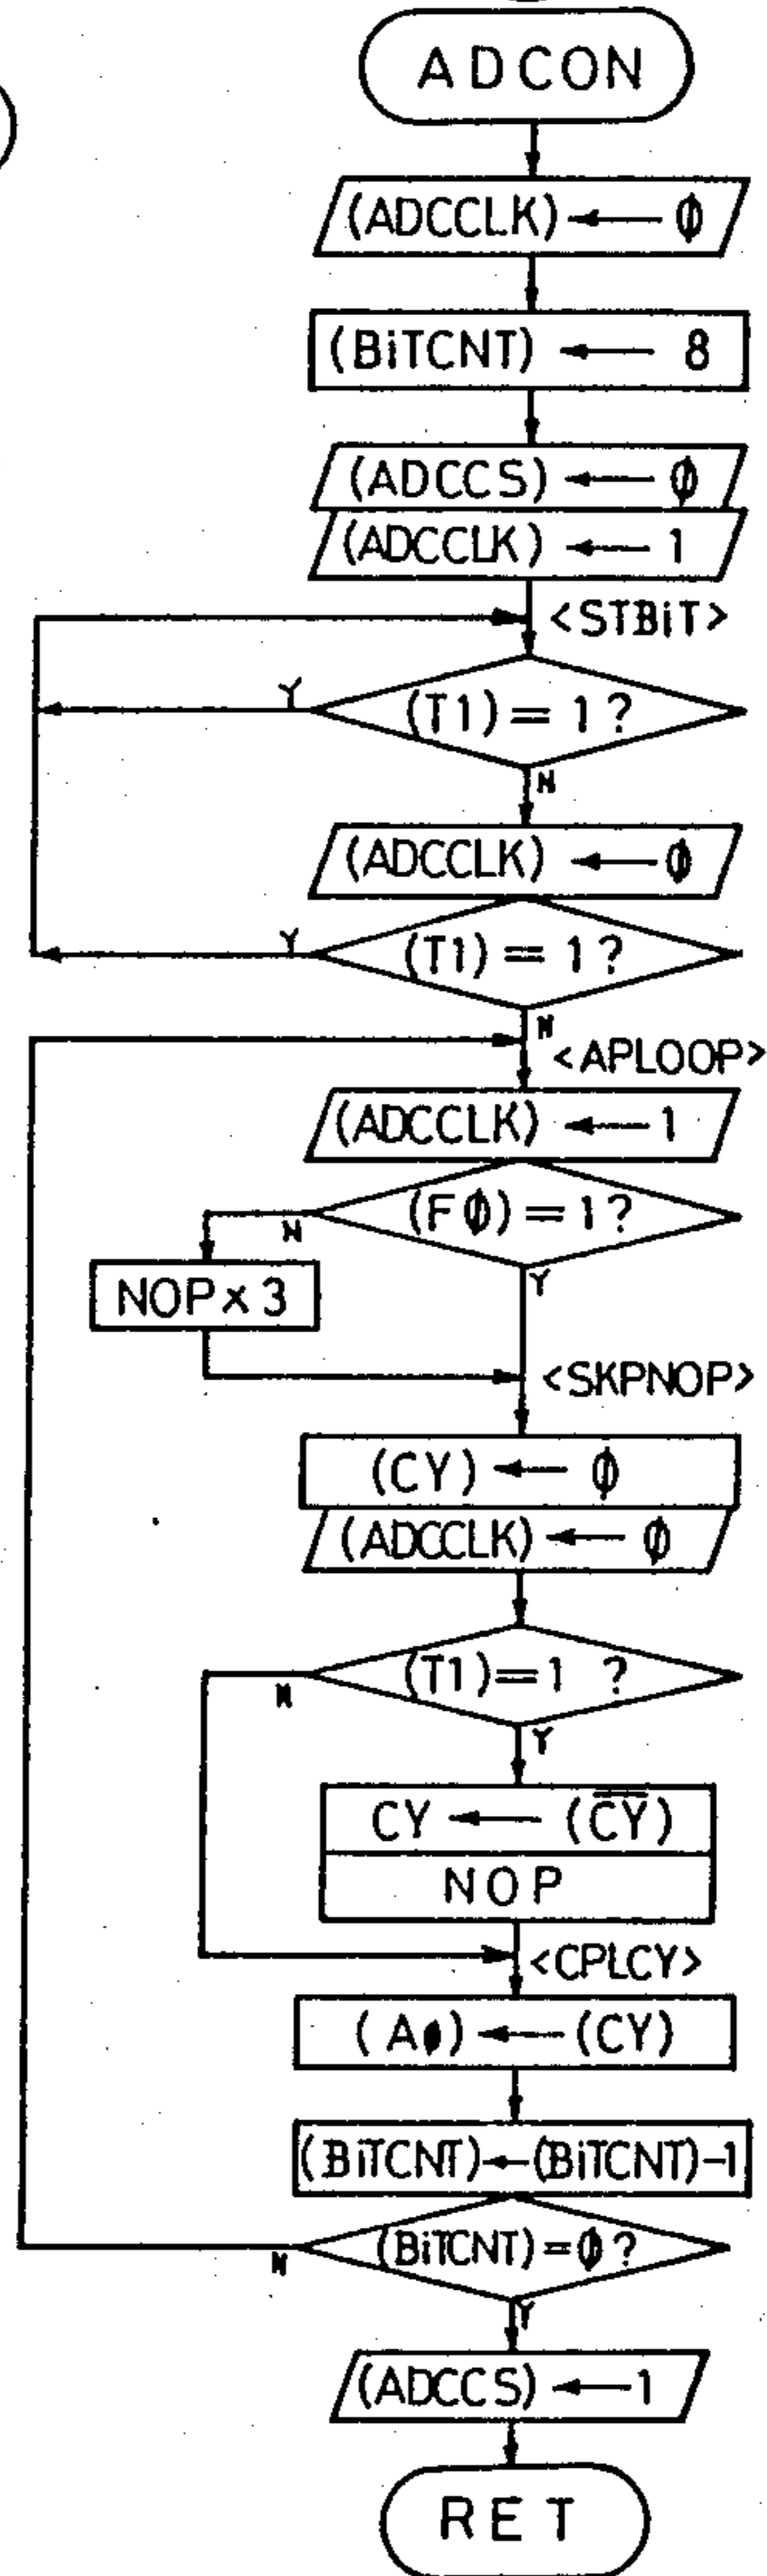 ADCON
(ADCCLK) ← ϕ
(BiTCNT) ← 8
(ADCCS) ← ϕ
(ADCCLK) ← 1
<STBiT>
Y
(T1) = 1 ?
N
(ADCCLK) ← ϕ
Y
(T1) = 1 ?
N
<APLOOP>
(ADCCLK) ← 1
(Fϕ) = 1 ?
N
Y
NOP x 3
<SKPNOP>
(CY) ← ϕ
(ADCCLK) ← ϕ
(T1) = 1 ?
N
Y
CY ← (C̅Y̅)
NOP
<CPLCY>
(Aϕ) ← (CY)
(BiTCNT) ← (BiTCNT) - 1
(BiTCNT) = ϕ ?
N
Y
(ADCCS) ← 1
RET